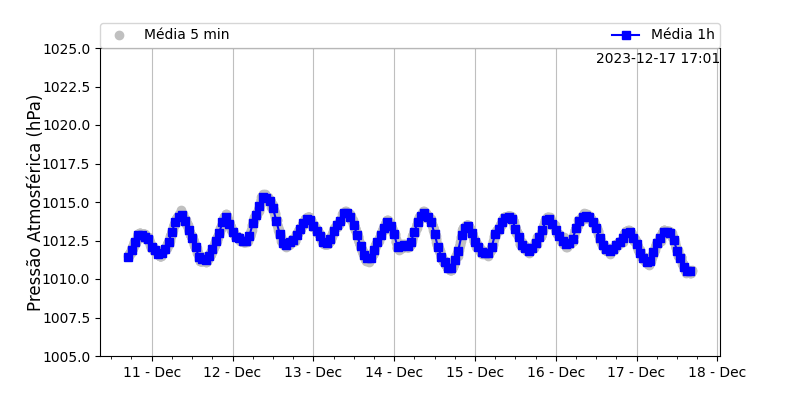 Média 5 min
Média 1h
2023-12-17 17:01
Pressão Atmosférica (hPa)
1025.0
1022.5
1020.0
1017.5
1015.0
1012.5
1010.0
1007.5
1005.0
11 - Dec
12 - Dec
13 - Dec
14 - Dec
15 - Dec
16 - Dec
17 - Dec
18 - Dec